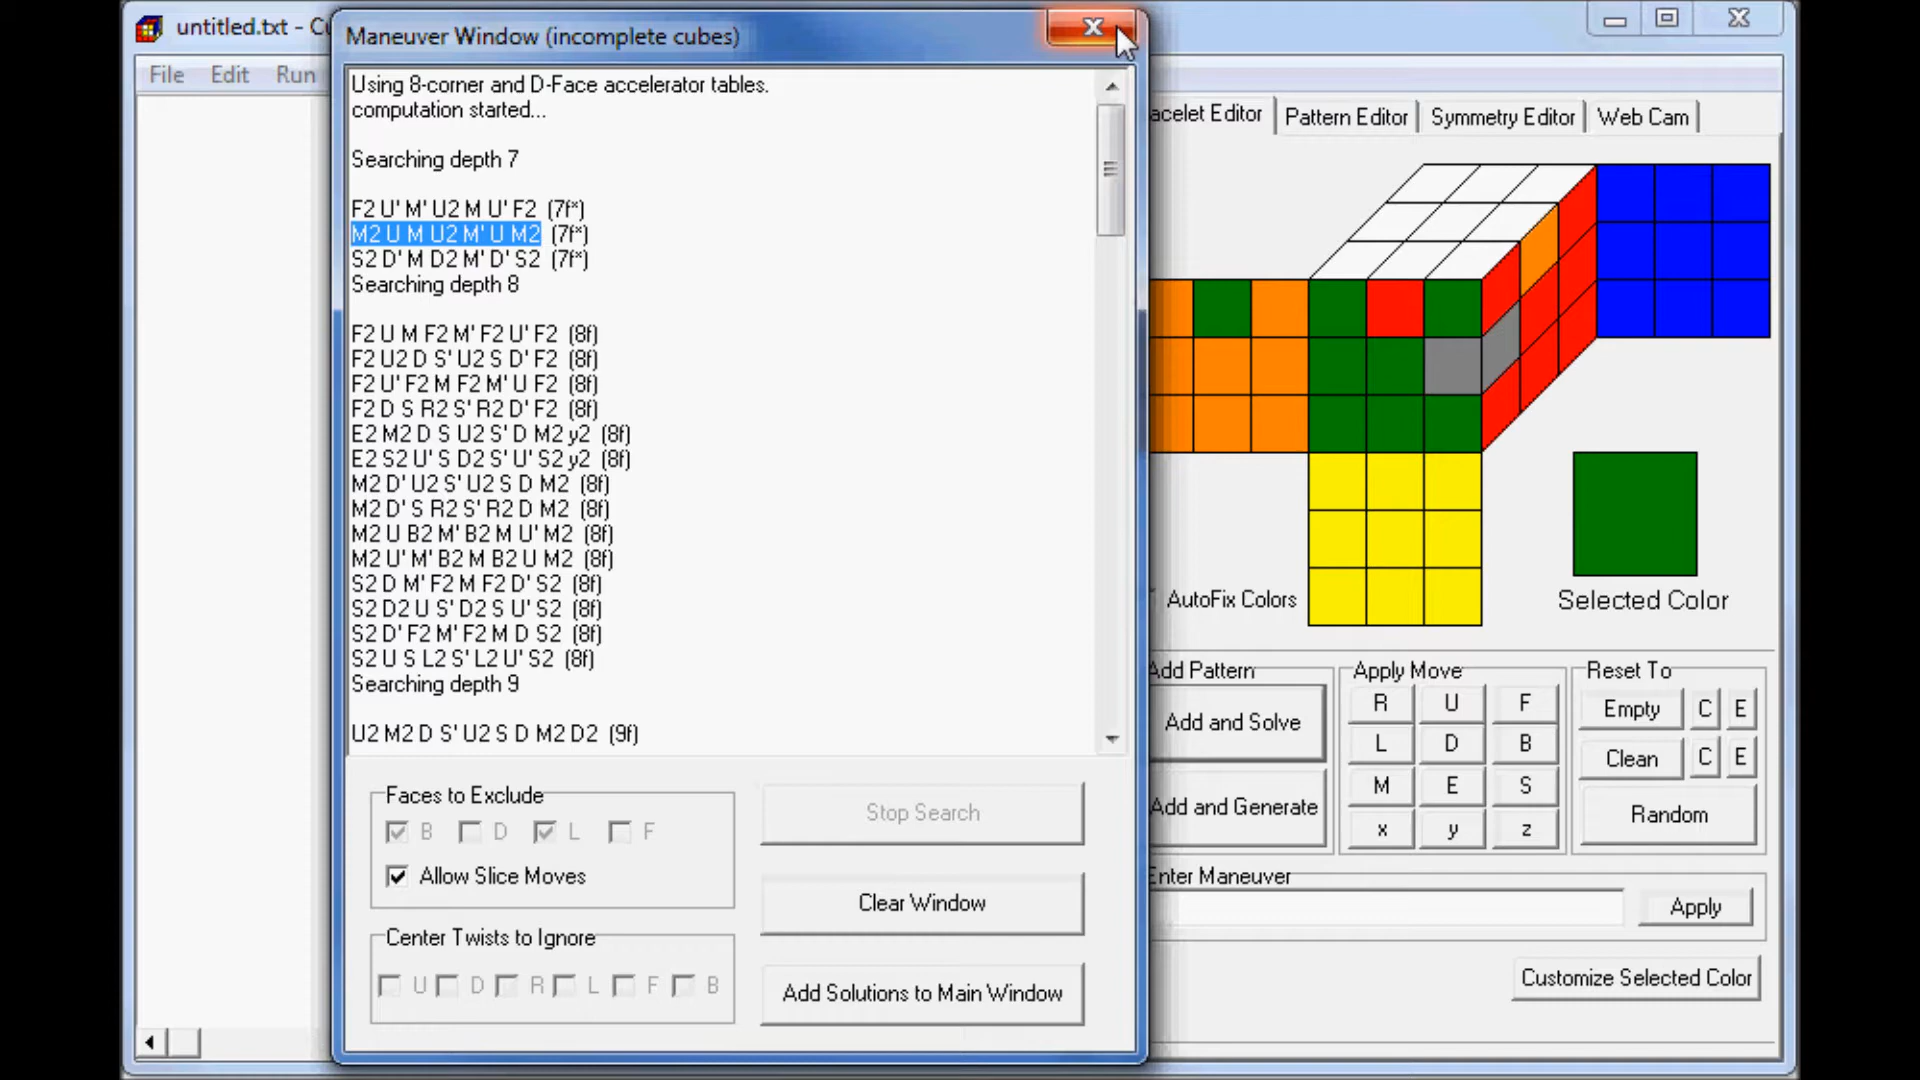 untitled.txt - C
File Edit Run
Maneuver Window (incomplete cubes)
Using 8-corner and D-Face accelerator tables.
computation started...
Searching depth 7
F2 U' M' U2 M U' F2 (7f*)
M2 U M U2 M' U M2 (7f*)
S2 D' M D2 M' D' S2 (7f*)
Searching depth 8
F2 U M F2 M' F2 U' F2 (8f)
F2 U2 D S' U2 S D' F2 (8f)
F2 U' F2 M F2 M' U F2 (8f)
F2 D S R2 S' R2 D' F2 (8f)
E2 M2 D S U2 S' D M2 y2 (8f)
E2 S2 U' S D2 S' U' S2 y2 (8f)
M2 D' U2 S' U2 S D M2 (8f)
M2 D' S R2 S' R2 D M2 (8f)
M2 U B2 M' B2 M U' M2 (8f)
M2 U' M' B2 M B2 U M2 (8f)
S2 D M' F2 M F2 D' S2 (8f)
S2 D2 U S' D2 S U' S2 (8f)
S2 D' F2 M' F2 M D S2 (8f)
S2 U S L2 S' L2 U' S2 (8f)
Searching depth 9
U2 M2 D S' U2 S D M2 D2 (9f)
Faces to Exclude
B D L F
Allow Slice Moves
Center Twists to Ignore
U D R L F B
Stop Search
Clear Window
Add Solutions to Main Window
acelet Editor Pattern Editor Symmetry Editor Web Cam
AutoFix Colors
Selected Color
Add Pattern
Add and Solve
Add and Generate
Apply Move
R U F
L D B
M E S
x y z
Reset To
Empty C E
Clean C E
Random
Enter Maneuver
Apply
Customize Selected Color